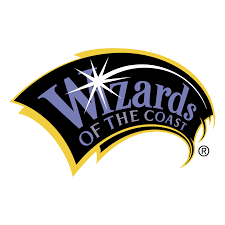 Wizards
OF THE COAST
®